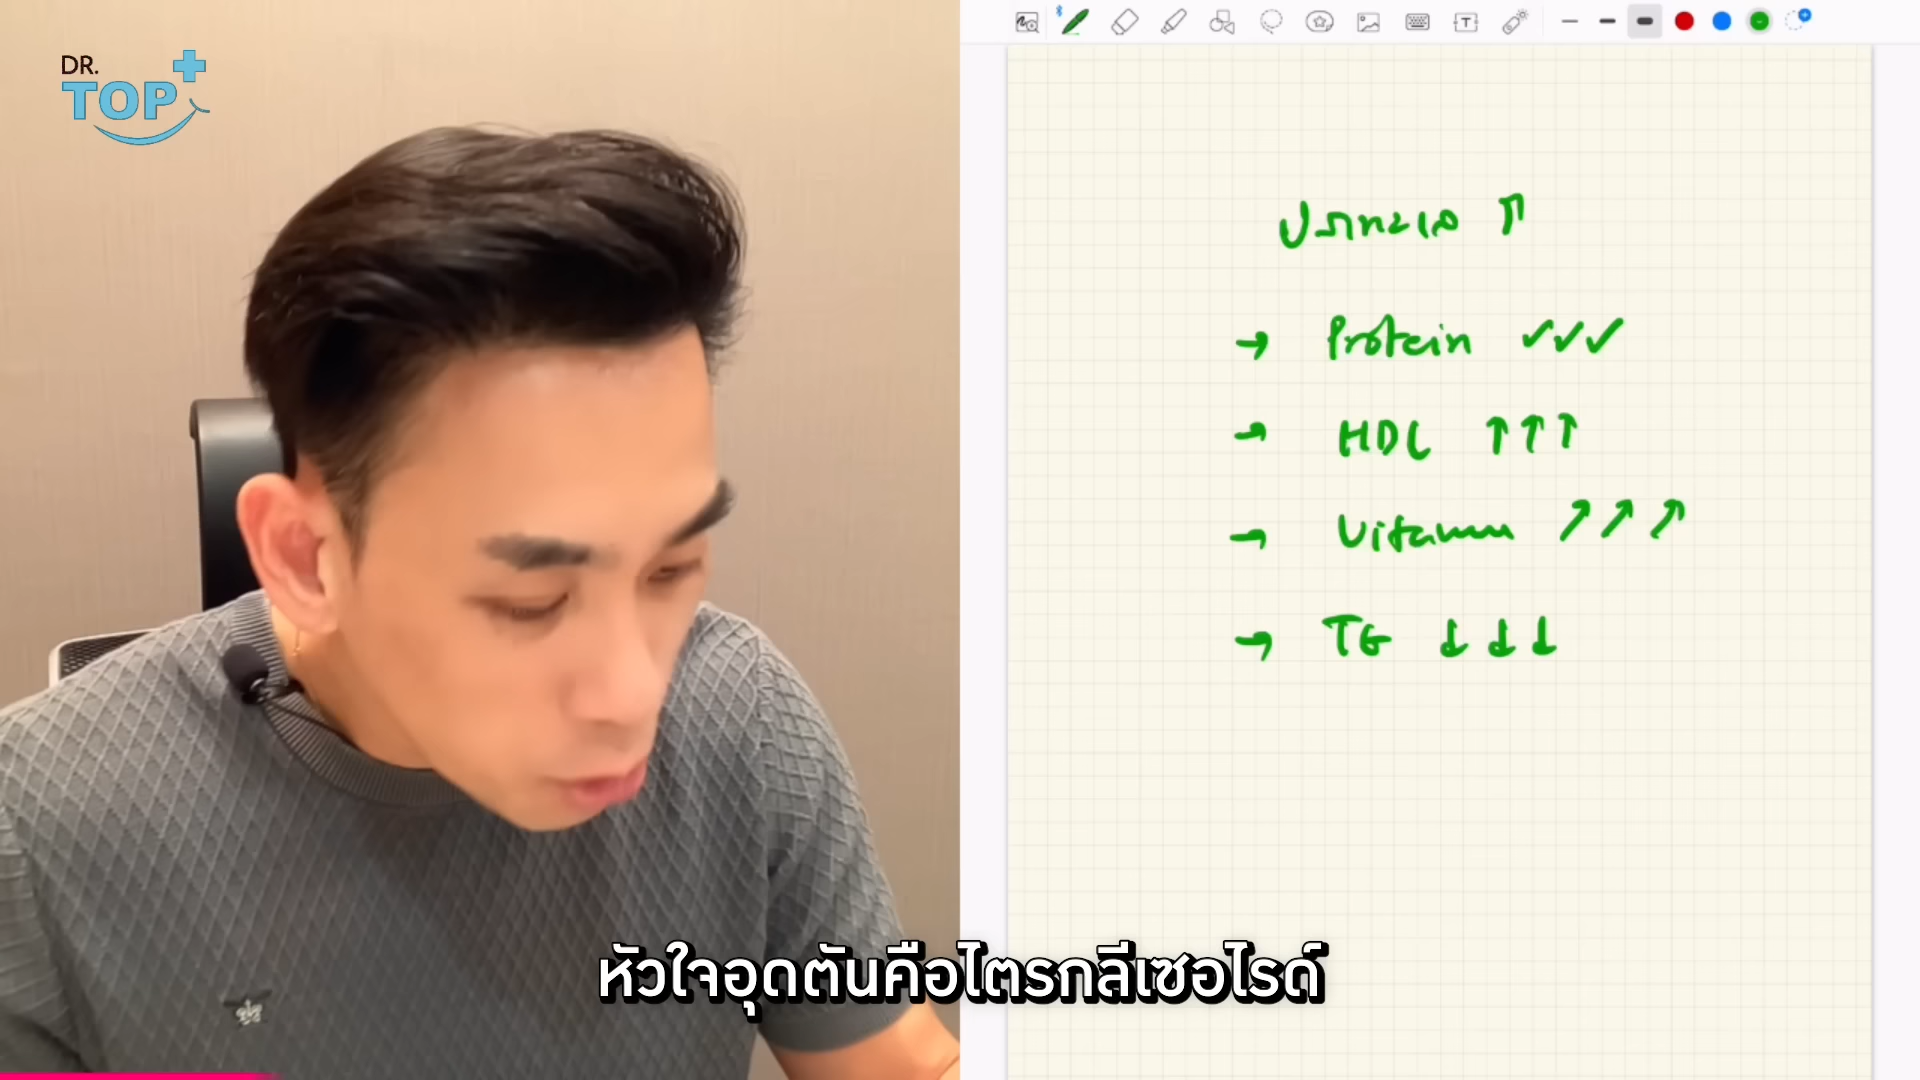 DR.
TOP
ปลาทะเล ↑
→ Protein ✓✓✓
→ HDL ↑↑↑
→ Vitamin ↗↗↗
→ TG ↓↓↓
หัวใจอุดตันคือไตรกลีเซอไรด์